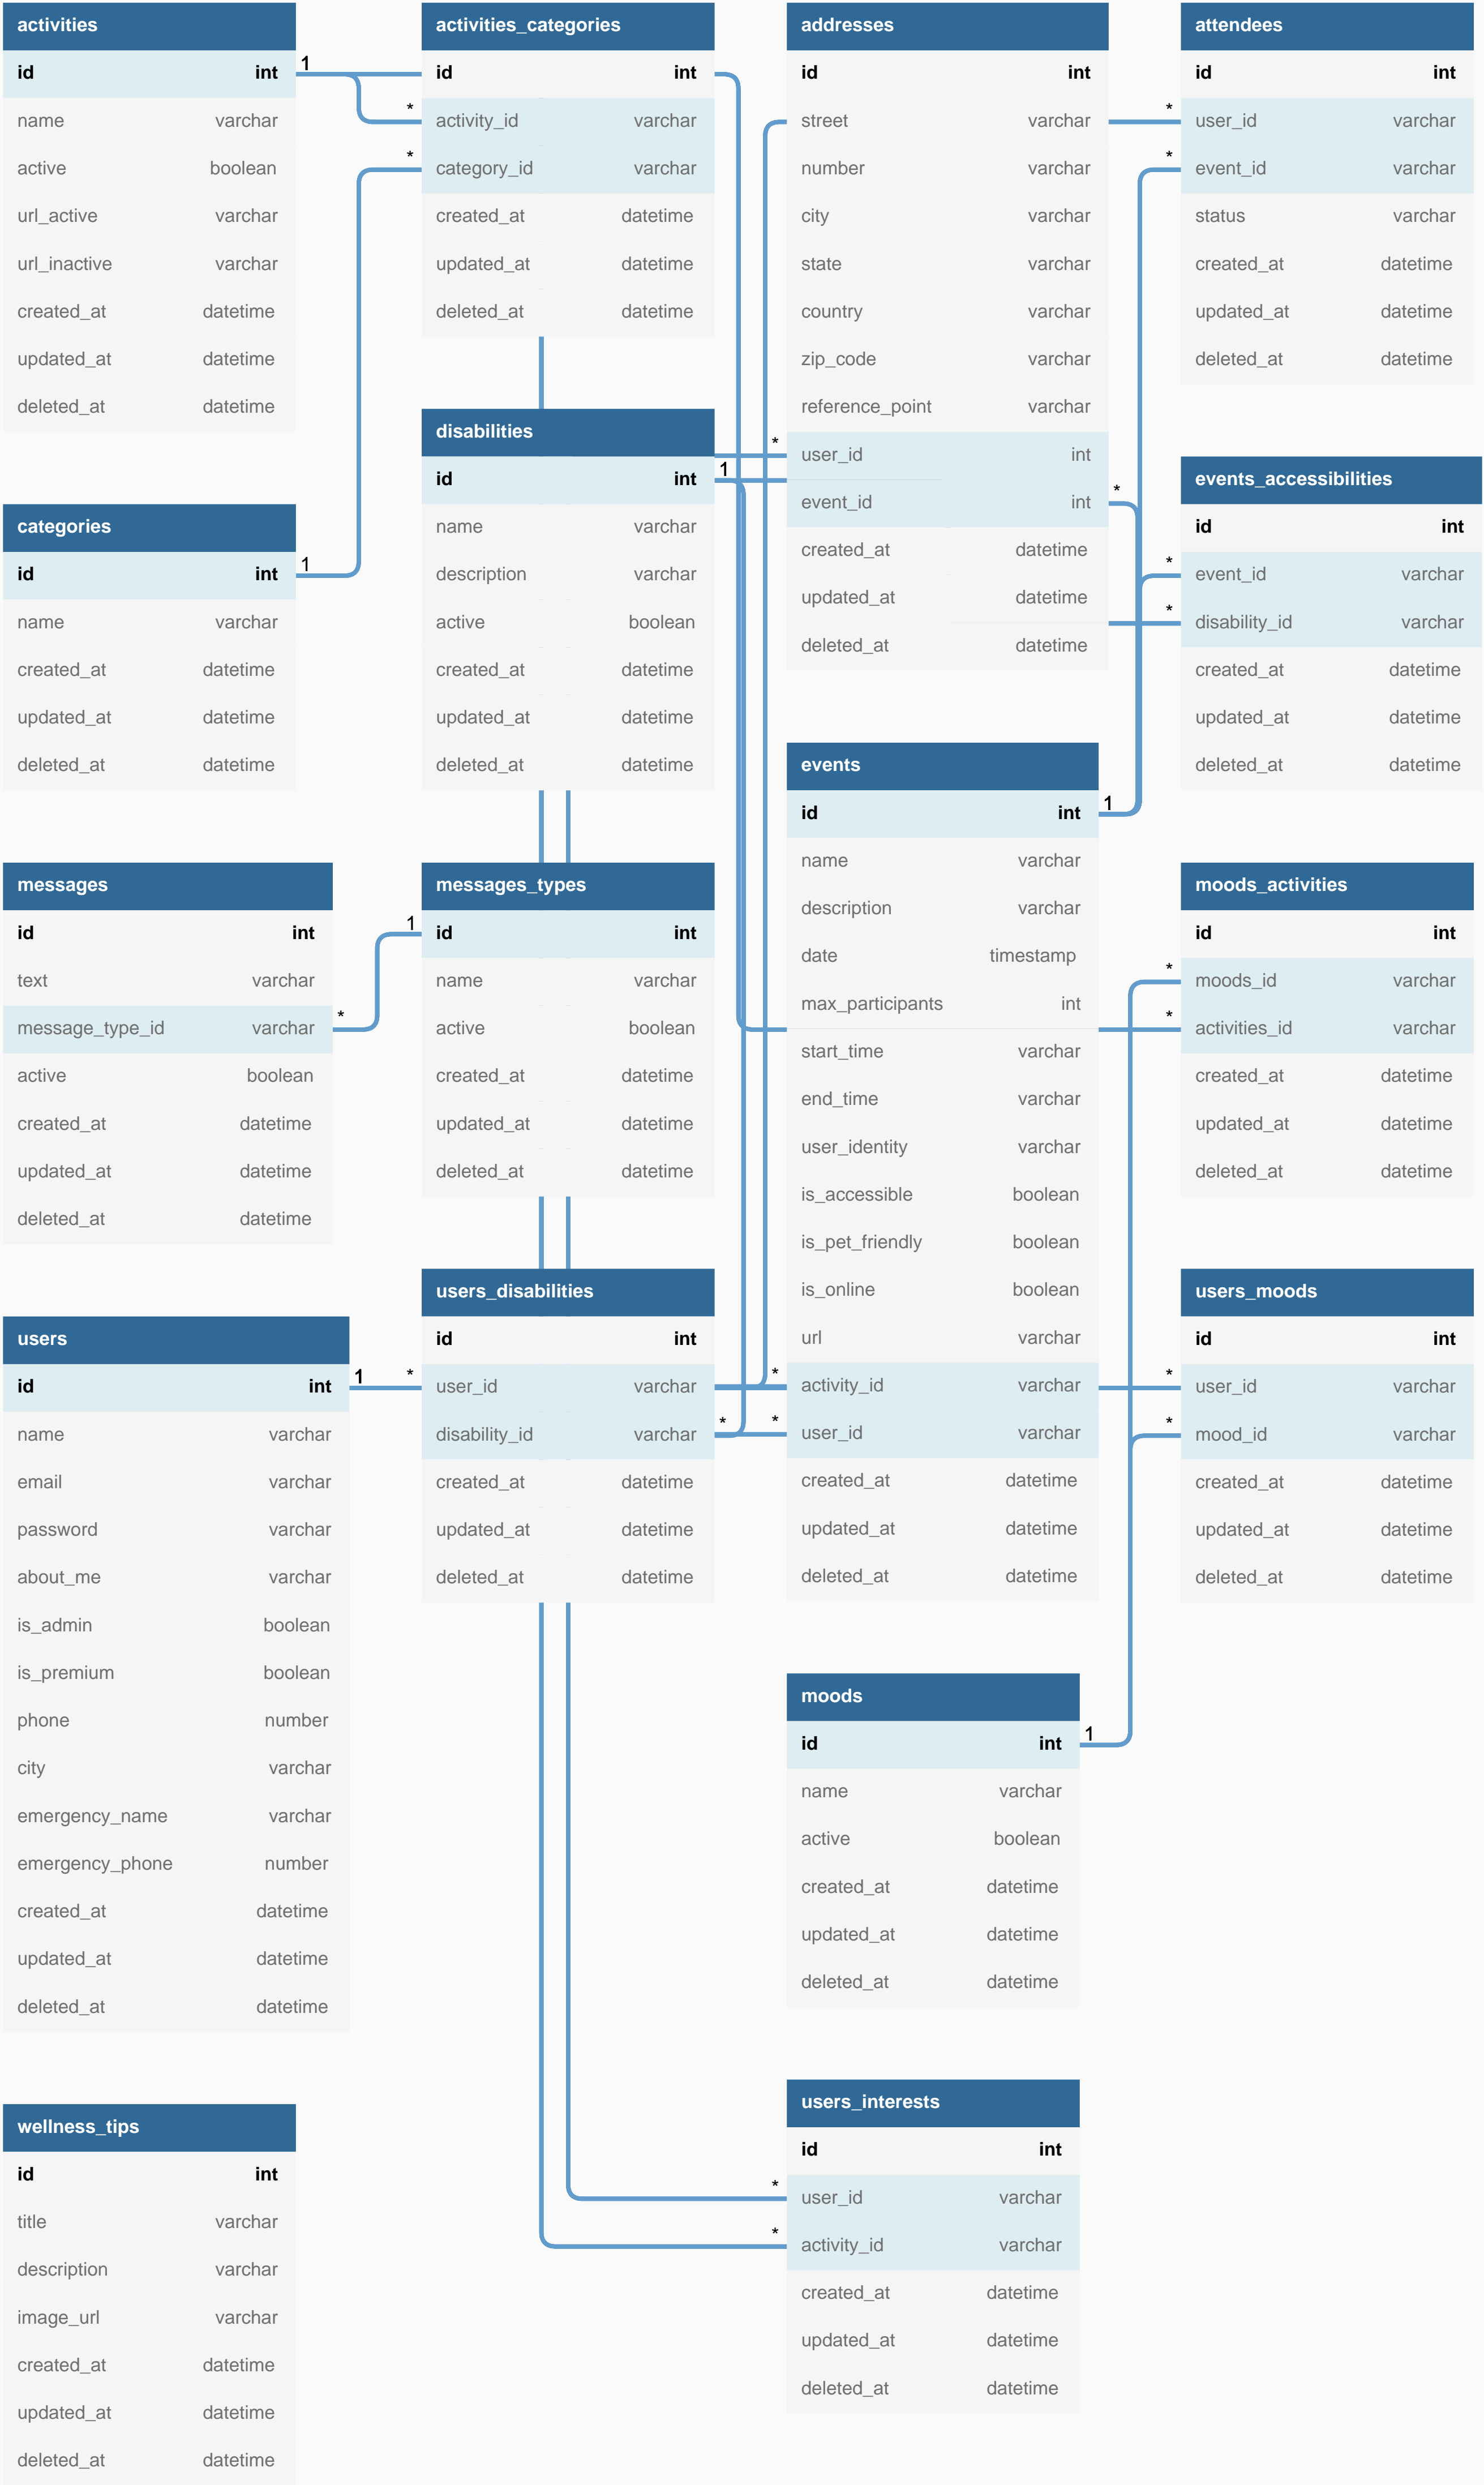 activities
id int
name varchar
active boolean
url_active varchar
url_inactive varchar
created_at datetime
updated_at datetime
deleted_at datetime
1
activities_categories
id int
* activity_id varchar
* category_id varchar
created_at datetime
updated_at datetime
deleted_at datetime
addresses
id int
street varchar
number varchar
city varchar
state varchar
country varchar
zip_code varchar
reference_point varchar
* user_id int
event_id int *
created_at datetime
updated_at datetime
deleted_at datetime
attendees
id int
* user_id varchar
* event_id varchar
status varchar
created_at datetime
updated_at datetime
deleted_at datetime
disabilities
id int 1
name varchar
description varchar
active boolean
created_at datetime
updated_at datetime
deleted_at datetime
events_accessibilities
id int
* event_id varchar
* disability_id varchar
created_at datetime
updated_at datetime
deleted_at datetime
categories
id int 1
name varchar
created_at datetime
updated_at datetime
deleted_at datetime
events
id int 1
name varchar
description varchar
date timestamp
max_participants int
start_time varchar
end_time varchar
user_identity varchar
is_accessible boolean
is_pet_friendly boolean
is_online boolean
url varchar
* activity_id varchar
* user_id varchar
created_at datetime
updated_at datetime
deleted_at datetime
messages
id int
text varchar
message_type_id varchar *
active boolean
created_at datetime
updated_at datetime
deleted_at datetime
messages_types
1 id int
name varchar
active boolean
created_at datetime
updated_at datetime
deleted_at datetime
moods_activities
id int
* moods_id varchar
* activities_id varchar
created_at datetime
updated_at datetime
deleted_at datetime
users
id int 1
name varchar
email varchar
password varchar
about_me varchar
is_admin boolean
is_premium boolean
phone number
city varchar
emergency_name varchar
emergency_phone number
created_at datetime
updated_at datetime
deleted_at datetime
users_disabilities
id int
* user_id varchar
disability_id varchar *
created_at datetime
updated_at datetime
deleted_at datetime
users_moods
id int
* user_id varchar
* mood_id varchar
created_at datetime
updated_at datetime
deleted_at datetime
moods
id int 1
name varchar
active boolean
created_at datetime
updated_at datetime
deleted_at datetime
wellness_tips
id int
title varchar
description varchar
image_url varchar
created_at datetime
updated_at datetime
deleted_at datetime
users_interests
id int
* user_id varchar
* activity_id varchar
created_at datetime
updated_at datetime
deleted_at datetime